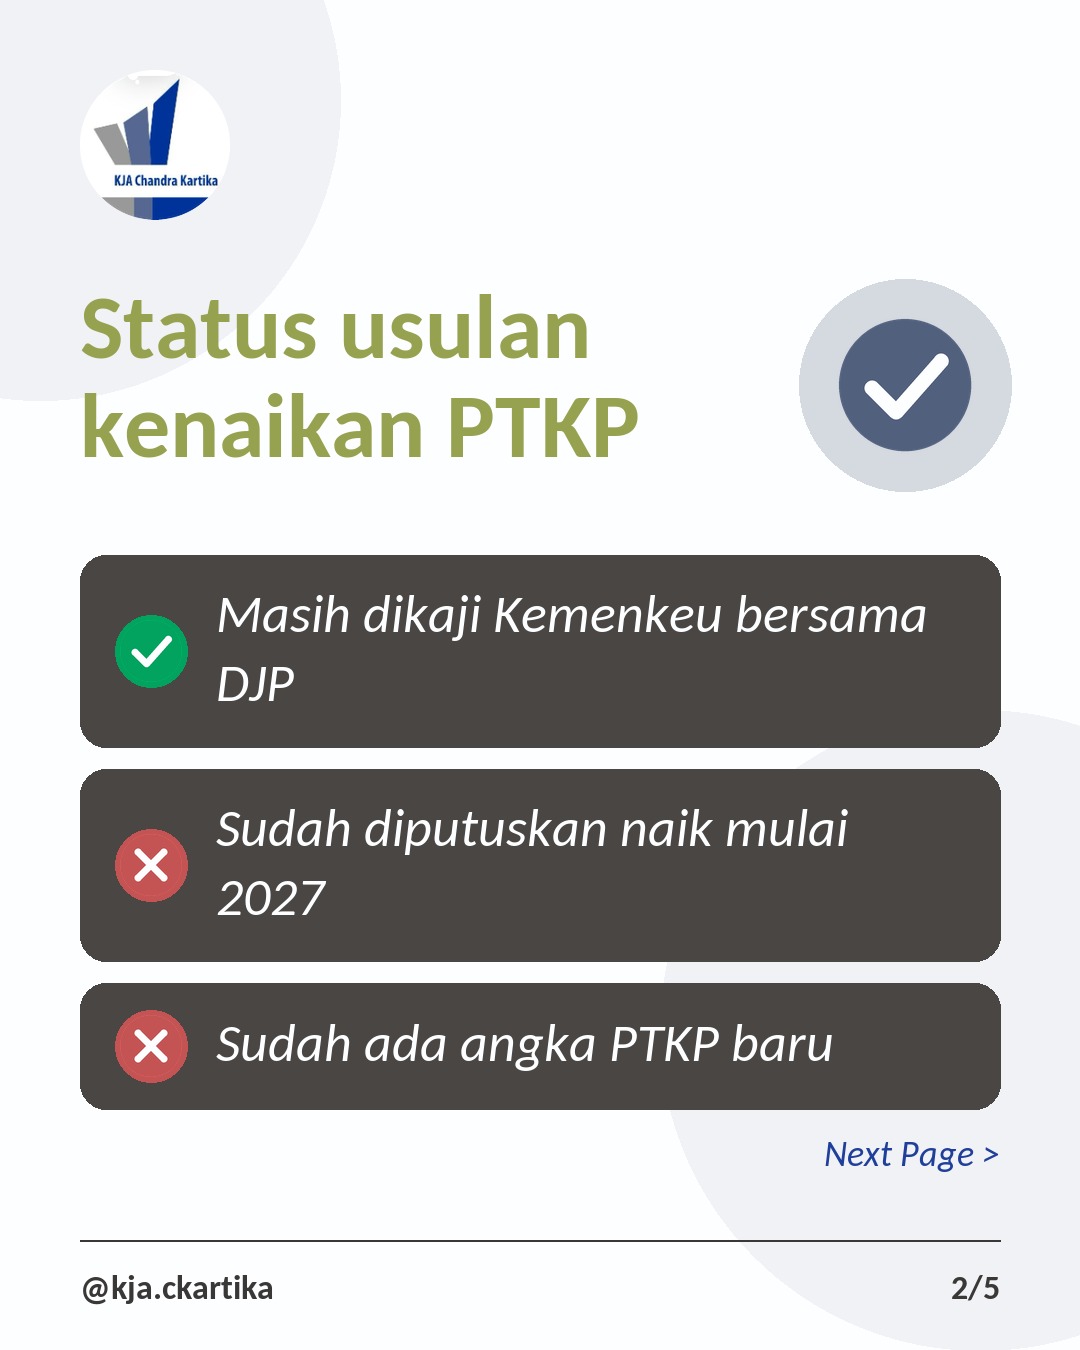 KJA Chandra Kartika
Status usulan
kenaikan PTKP
Masih dikaji Kemenkeu bersama
DJP
Sudah diputuskan naik mulai
2027
Sudah ada angka PTKP baru
Next Page >
@kja.ckartika
2/5